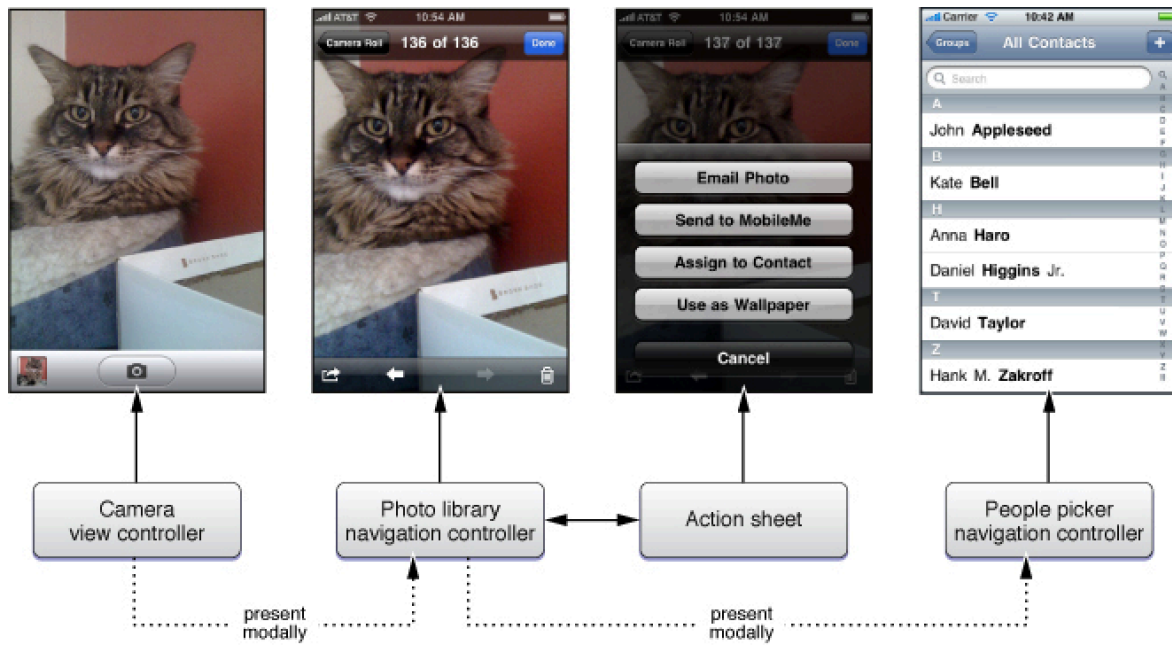 AT&T 10:54 AM
Camera Roll 136 of 136 Done
AT&T 10:54 AM
Camera Roll 137 of 137 Done
Email Photo
Send to MobileMe
Assign to Contact
Use as Wallpaper
Cancel
Carrier 10:42 AM
Groups All Contacts +
Search
A
John Appleseed
B
Kate Bell
H
Anna Haro
Daniel Higgins Jr.
T
David Taylor
Z
Hank M. Zakroff
Camera
view controller
Photo library
navigation controller
Action sheet
People picker
navigation controller
present
modally
present
modally